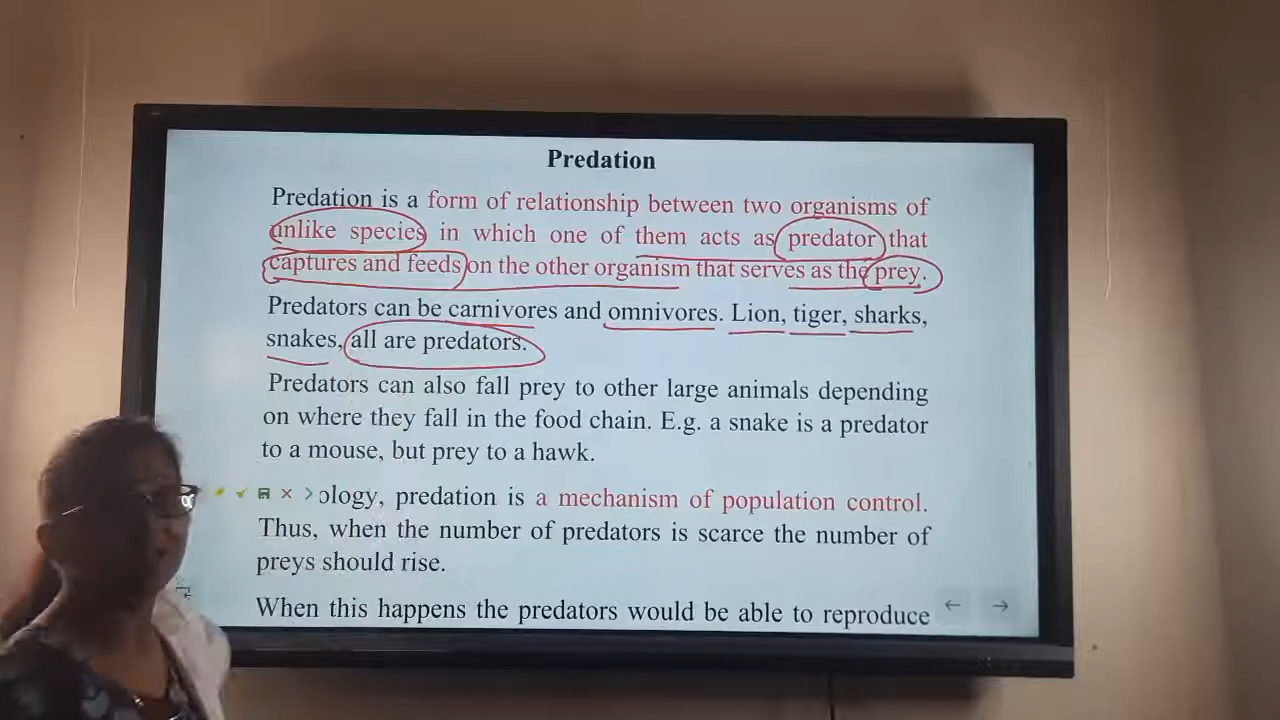 Predation
Predation is a form of relationship between two organisms of
unlike species in which one of them acts as predator that
captures and feeds on the other organism that serves as the prey.
Predators can be carnivores and omnivores. Lion, tiger, sharks,
snakes, all are predators.
Predators can also fall prey to other large animals depending
on where they fall in the food chain. E.g. a snake is a predator
to a mouse, but prey to a hawk.
ology, predation is a mechanism of population control.
Thus, when the number of predators is scarce the number of
preys should rise.
When this happens the predators would be able to reproduce